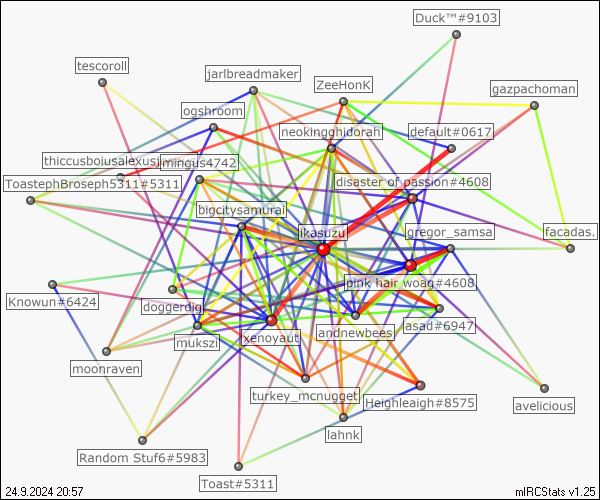 Duck™#9103
tescoroll
jarlbreadmaker
ZeeHonK
gazpachoman
ogshroom
neokingghidorah
default#0617
thiccusboiusalexus
mingus4742
ToastephBroseph5311#5311
disaster of passion#4608
bigcitysamurai
ikasuzu
gregor_samsa
facadas.
pink hair woag#4608
Knowun#6424
doggerdig
andnewbees
asad#6947
mukszi
xenoyaut
moonraven
turkey_mcnugget
Heighleaigh#8575
avelicious
lahnk
Random Stuf6#5983
Toast#5311
24.9.2024 20:57
mIRCStats v1.25